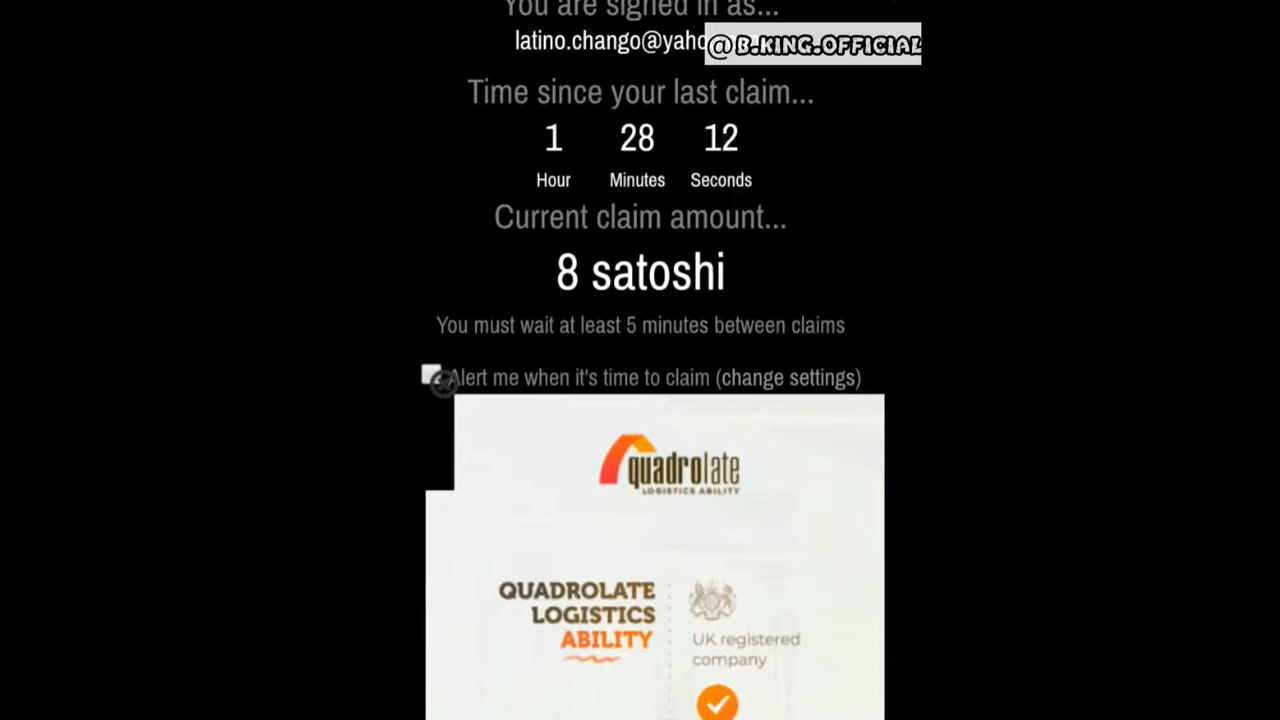 You are signed in as...
latino.chango@yaho
@B.KING.OFFICIAL
Time since your last claim...
1 28 12
Hour Minutes Seconds
Current claim amount...
8 satoshi
You must wait at least 5 minutes between claims
Alert me when it's time to claim (change settings)
quadrolate
LOGISTICS ABILITY
QUADROLATE
LOGISTICS
ABILITY
UK registered
company